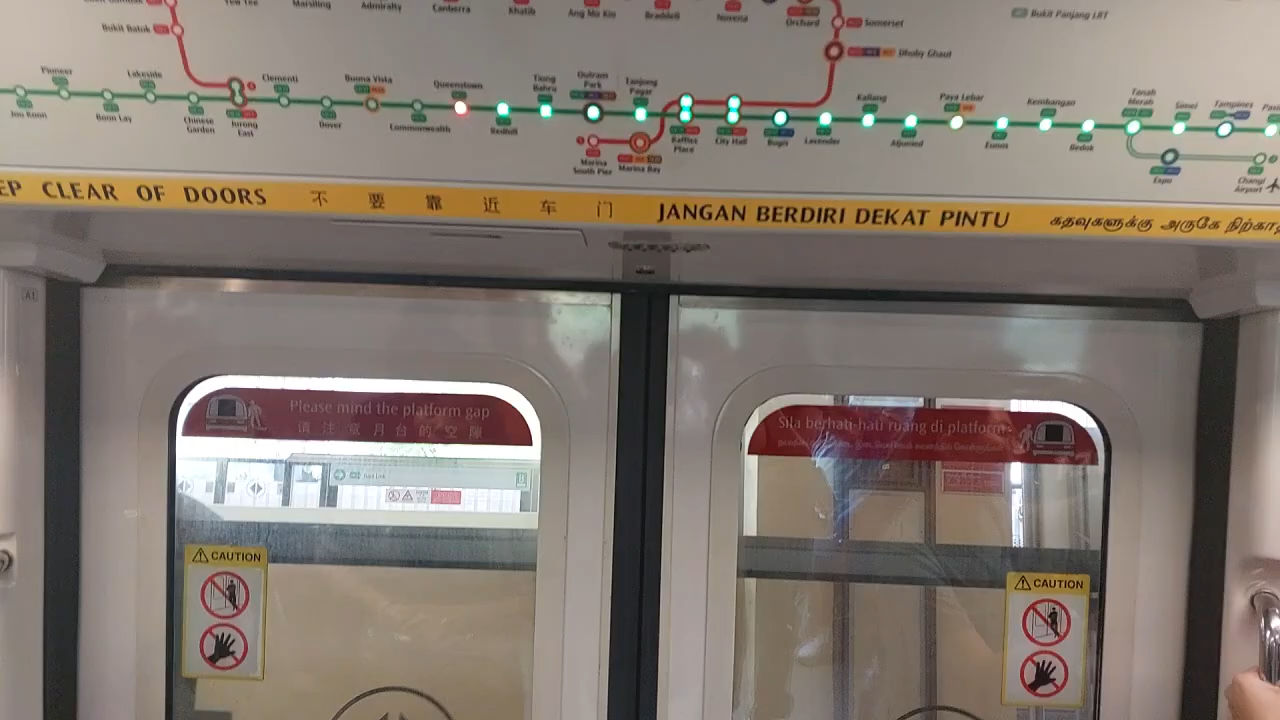 Yew Tee
Marsiling
Admiralty
Canberra
Khatib
Ang Mo Kio
Braddell
Novena
Orchard
Somerset
Bukit Panjang LRT
Bukit Batok
Dhoby Ghaut
Pioneer
Lakeside
Clementi
Buona Vista
Queenstown
Tiong
Bahru
Outram
Park
Tanjong
Pagar
Kallang
Paya Lebar
Kembangan
Tanah
Merah
Simei
Tampines
Joo Koon
Boon Lay
Chinese
Garden
Jurong
East
Dover
Commonwealth
Redhill
Raffles
Place
City Hall
Bugis
Lavender
Aljunied
Eunos
Bedok
Marina
South Pier
Marina Bay
Expo
Changi
Airport
EP CLEAR OF DOORS 不要靠近车门 JANGAN BERDIRI DEKAT PINTU கதவுகளுக்கு அருகே நிற்கா
A1
Please mind the platform gap
请注意月台的空隙
Sila berhati-hati ruang di platform
CAUTION
CAUTION